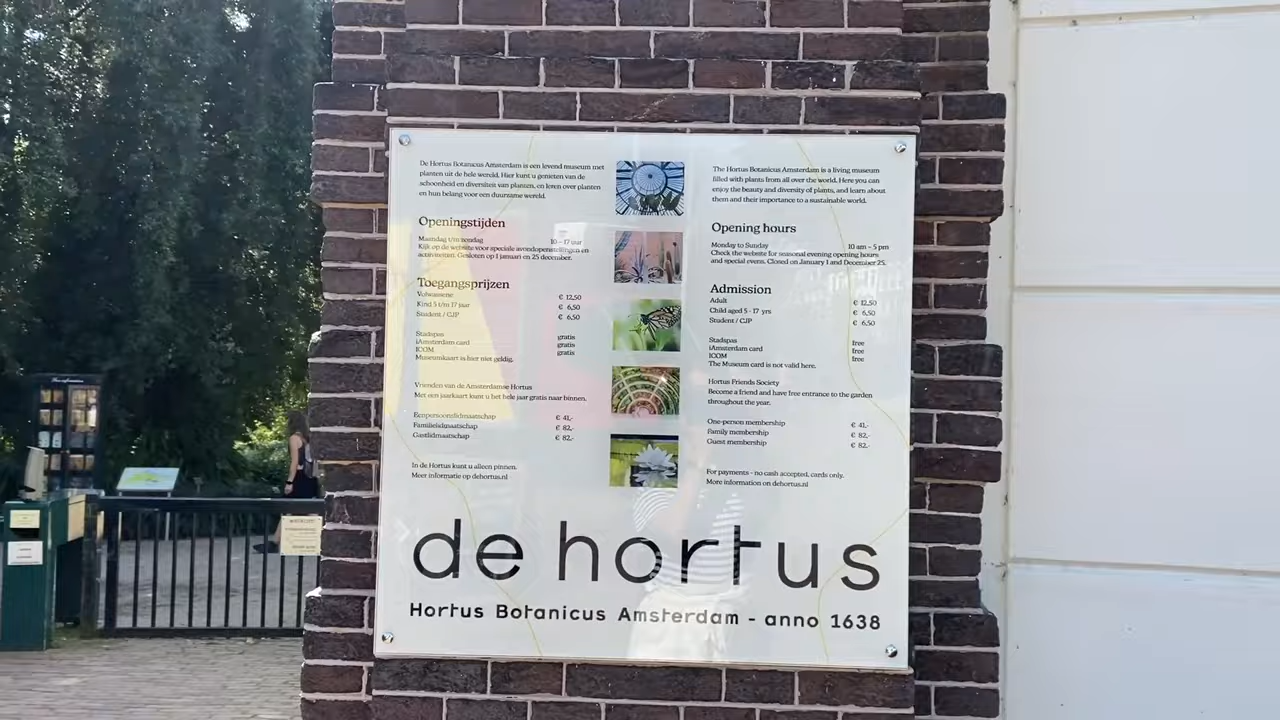 De Hortus Botanicus Amsterdam is een levend museum met
planten uit de hele wereld. Hier kunt u genieten van de
schoonheid en diversiteit van planten, en leren over planten
en hun belang voor een duurzame wereld.
Openingstijden
Maandag t/m zondag 10 – 17 uur
Kijk op de website voor speciale avondopenstellingen en
activiteiten. Gesloten op 1 januari en 25 december.
Toegangsprijzen
Volwassene € 12,50
Kind 5 t/m 17 jaar € 6,50
Student / CJP € 6,50
Stadspas gratis
iAmsterdam card gratis
ICOM gratis
Museumkaart is hier niet geldig.
Vrienden van de Amsterdamse Hortus
Met een jaarkaart kunt u het hele jaar gratis naar binnen.
Eenpersoonslidmaatschap € 41,-
Familielidmaatschap € 82,-
Gastlidmaatschap € 82,-
In de Hortus kunt u alleen pinnen.
Meer informatie op dehortus.nl
The Hortus Botanicus Amsterdam is a living museum
filled with plants from all over the world. Here you can
enjoy the beauty and diversity of plants, and learn about
them and their importance to a sustainable world.
Opening hours
Monday to Sunday 10 am – 5 pm
Check the website for seasonal evening opening hours
and special evens. Closed on January 1 and December 25.
Admission
Adult € 12,50
Child aged 5 - 17 yrs € 6,50
Student / CJP € 6,50
Stadspas free
iAmsterdam card free
ICOM free
The Museum card is not valid here.
Hortus Friends Society
Become a friend and have free entrance to the garden
throughout the year.
One-person membership € 41,-
Family membership € 82,-
Guest membership € 82,-
For payments – no cash accepted, cards only.
More information on dehortus.nl
de hortus
Hortus Botanicus Amsterdam - anno 1638